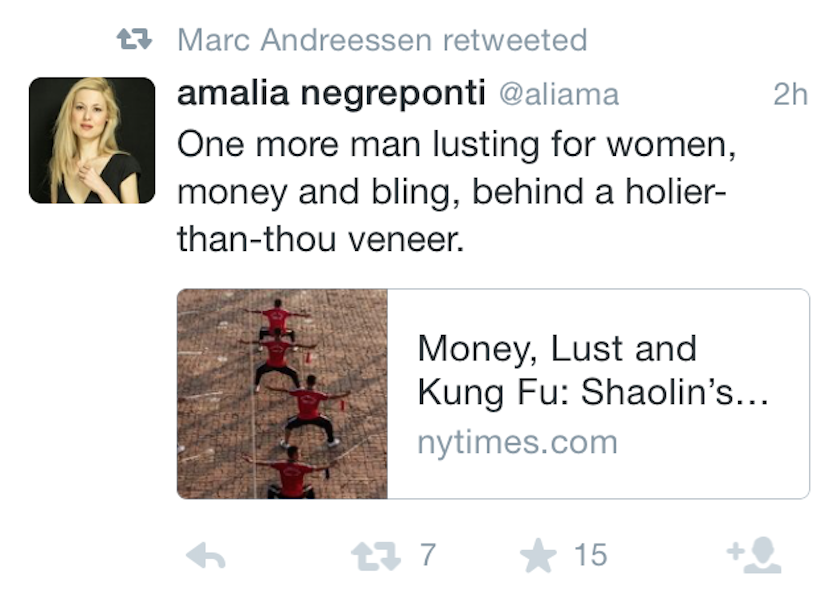 Marc Andreessen retweeted
amalia negreponti @aliama 2h
One more man lusting for women,
money and bling, behind a holier-
than-thou veneer.
Money, Lust and
Kung Fu: Shaolin’s...
nytimes.com
7 15